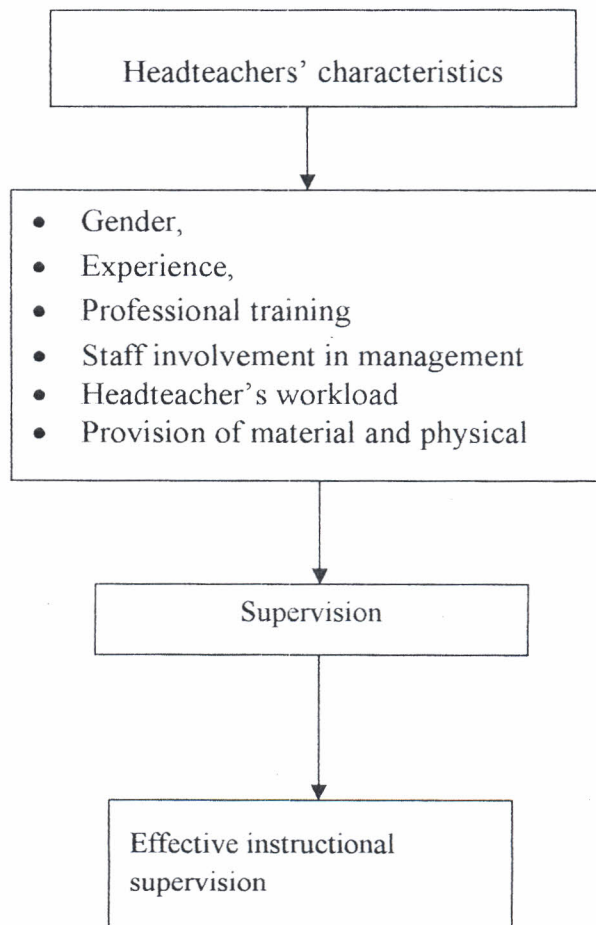 Headteachers' characteristics
• Gender,
• Experience,
• Professional training
• Staff involvement in management
• Headteacher's workload
• Provision of material and physical
Supervision
Effective instructional
supervision